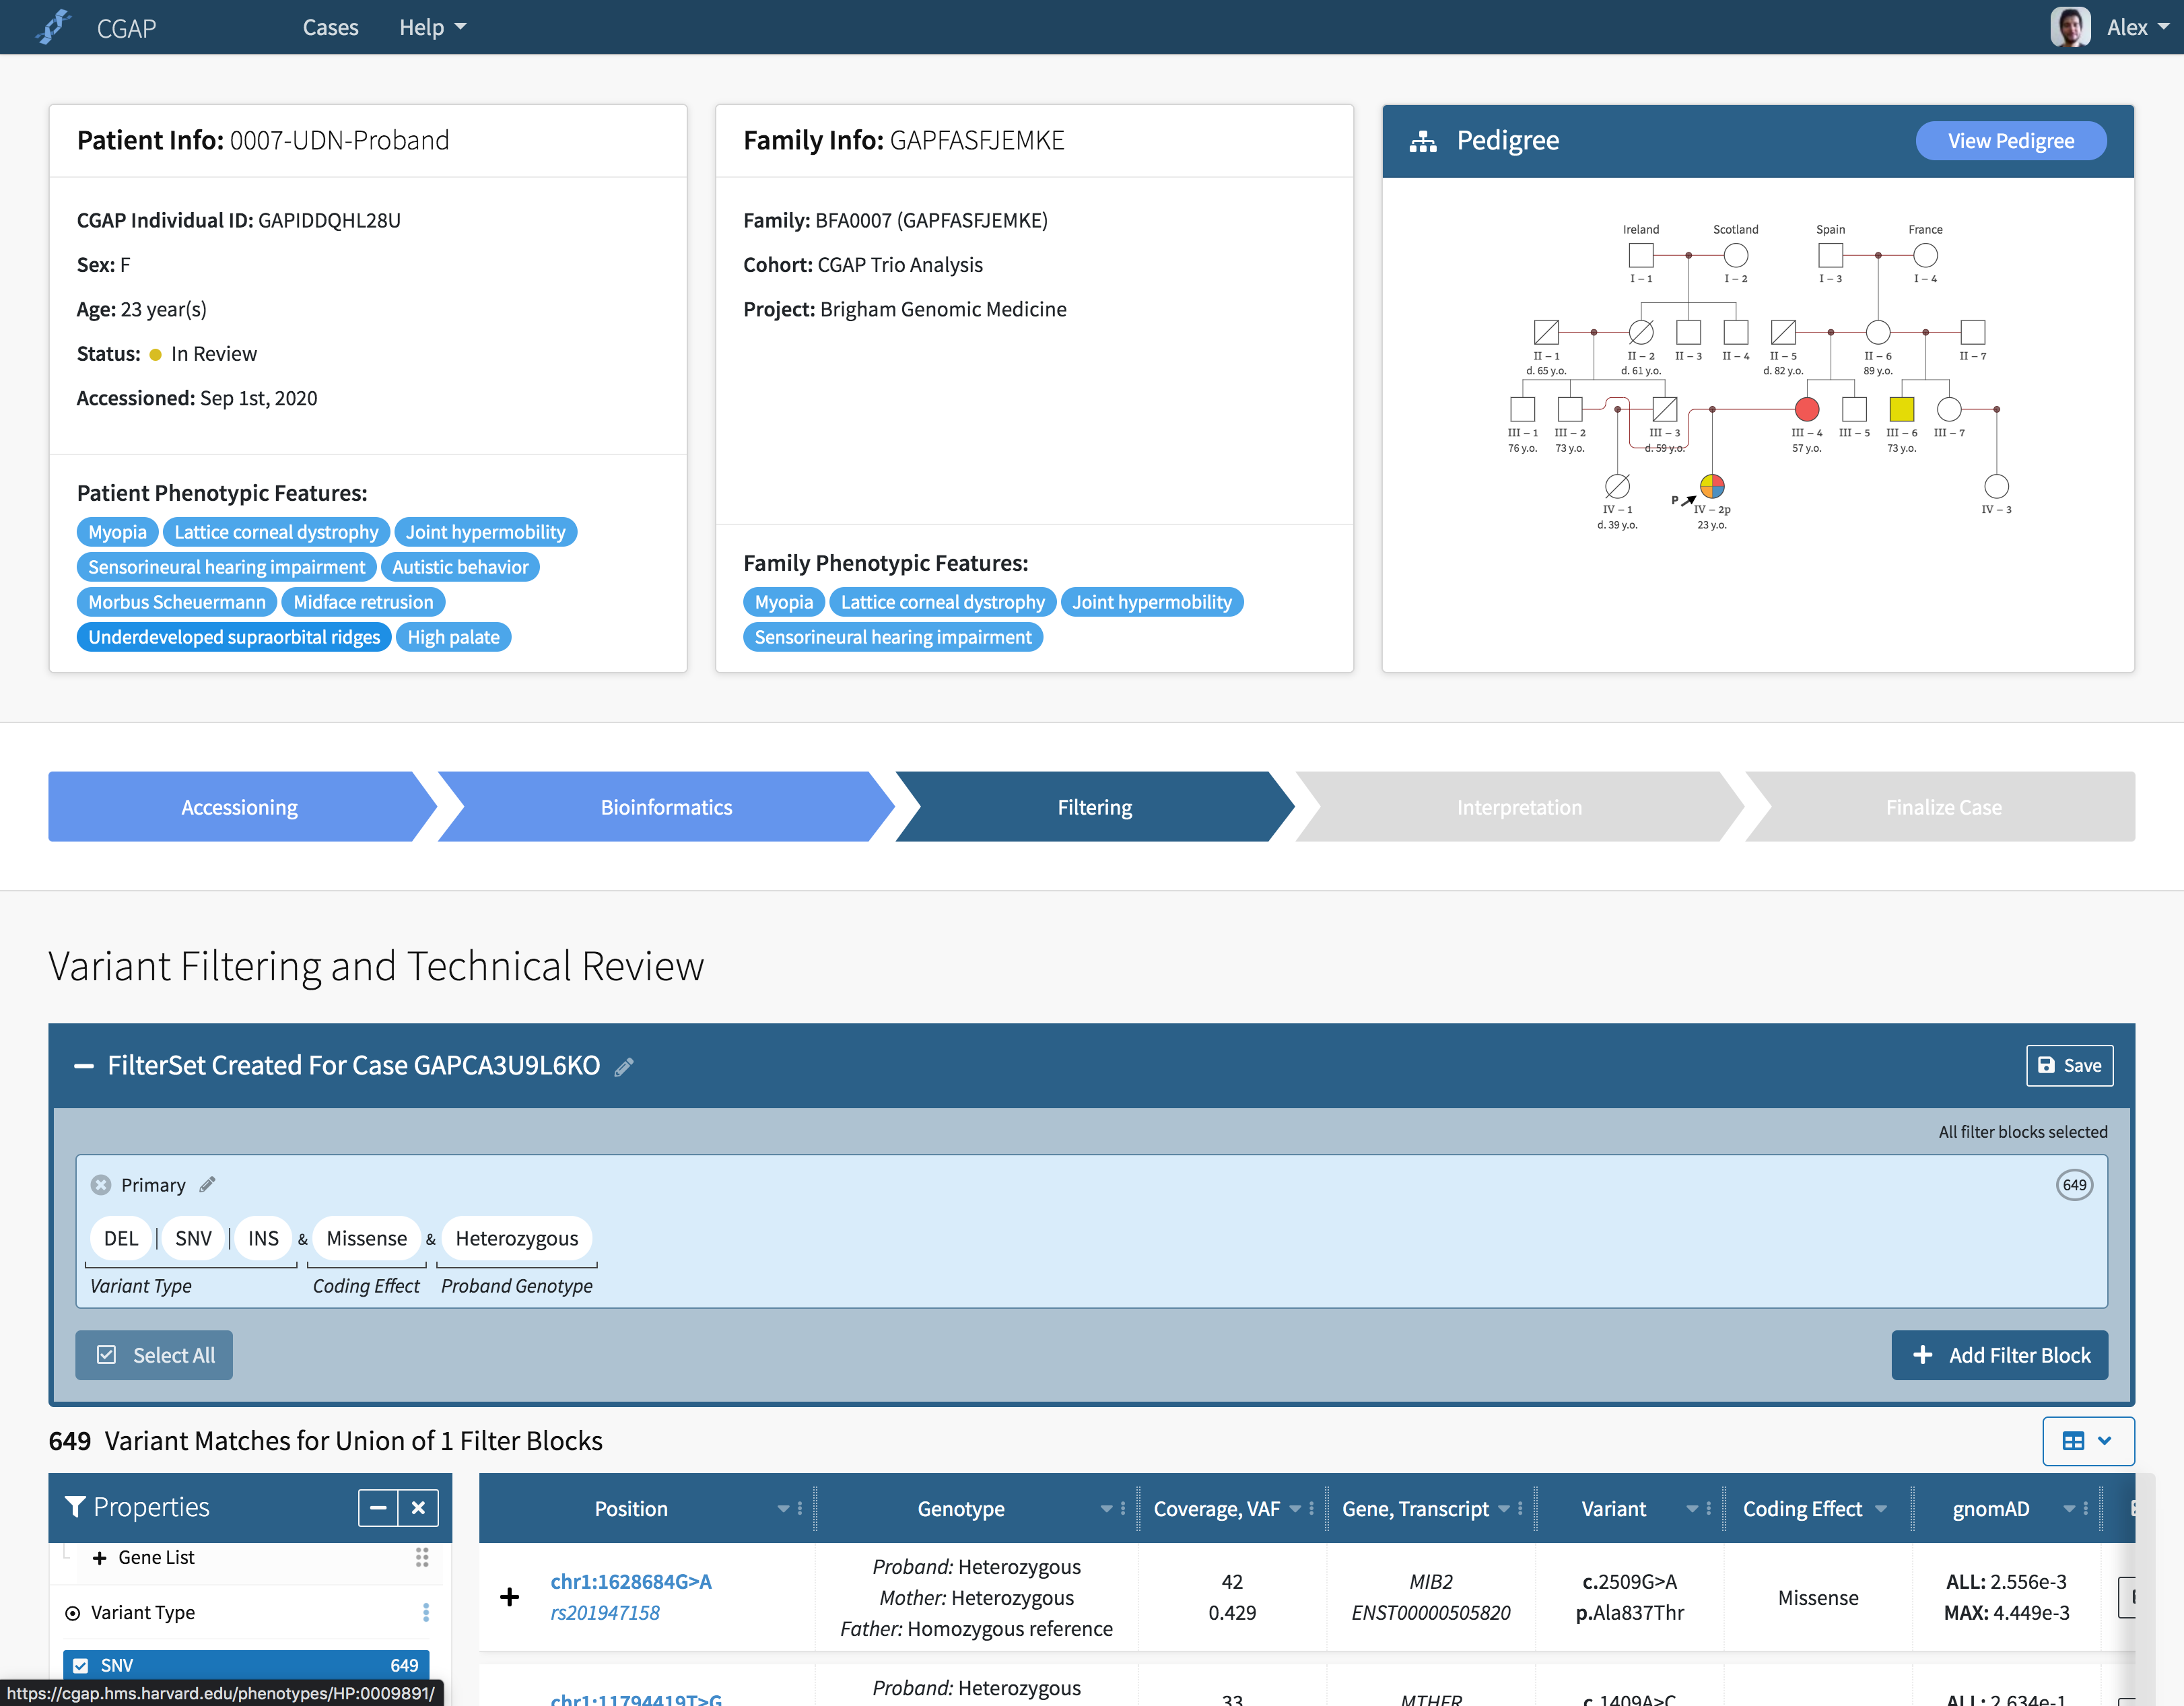 CGAP Cases Help Alex
Patient Info: 0007-UDN-Proband
CGAP Individual ID: GAPIDDQHL28U
Sex: F
Age: 23 year(s)
Status: In Review
Accessioned: Sep 1st, 2020
Patient Phenotypic Features:
Myopia Lattice corneal dystrophy Joint hypermobility
Sensorineural hearing impairment Autistic behavior
Morbus Scheuermann Midface retrusion
Underdeveloped supraorbital ridges High palate
Family Info: GAPFASFJEMKE
Family: BFA0007 (GAPFASFJEMKE)
Cohort: CGAP Trio Analysis
Project: Brigham Genomic Medicine
Family Phenotypic Features:
Myopia Lattice corneal dystrophy Joint hypermobility
Sensorineural hearing impairment
Pedigree View Pedigree
Ireland Scotland Spain France
I – 1 I – 2 I – 3 I – 4
II – 1 II – 2 II – 3 II – 4 II – 5 II – 6 II – 7
d. 65 y.o. d. 61 y.o. d. 82 y.o. 89 y.o.
III – 1 III – 2 III – 3 III – 4 III – 5 III – 6 III – 7
76 y.o. 73 y.o. d. 59 y.o. 57 y.o. 73 y.o.
P
IV – 1 IV – 2p IV – 3
d. 39 y.o. 23 y.o.
Accessioning Bioinformatics Filtering Interpretation Finalize Case
Variant Filtering and Technical Review
FilterSet Created For Case GAPCA3U9L6KO Save
All filter blocks selected
Primary 649
DEL | SNV | INS & Missense & Heterozygous
Variant Type Coding Effect Proband Genotype
Select All Add Filter Block
649 Variant Matches for Union of 1 Filter Blocks
Properties
Gene List
Variant Type
SNV 649
Position Genotype Coverage, VAF Gene, Transcript Variant Coding Effect gnomAD
Proband: Heterozygous
chr1:1628684G>A Mother: Heterozygous 42 MIB2 c.2509G>A Missense ALL: 2.556e-3
rs201947158 Father: Homozygous reference 0.429 ENST00000505820 p.Ala837Thr MAX: 4.449e-3
Proband: Heterozygous
chr1:11794419T>G 33 MTHFR c.1409A>C ALL: 2.634e-1
https://cgap.hms.harvard.edu/phenotypes/HP:0009891/